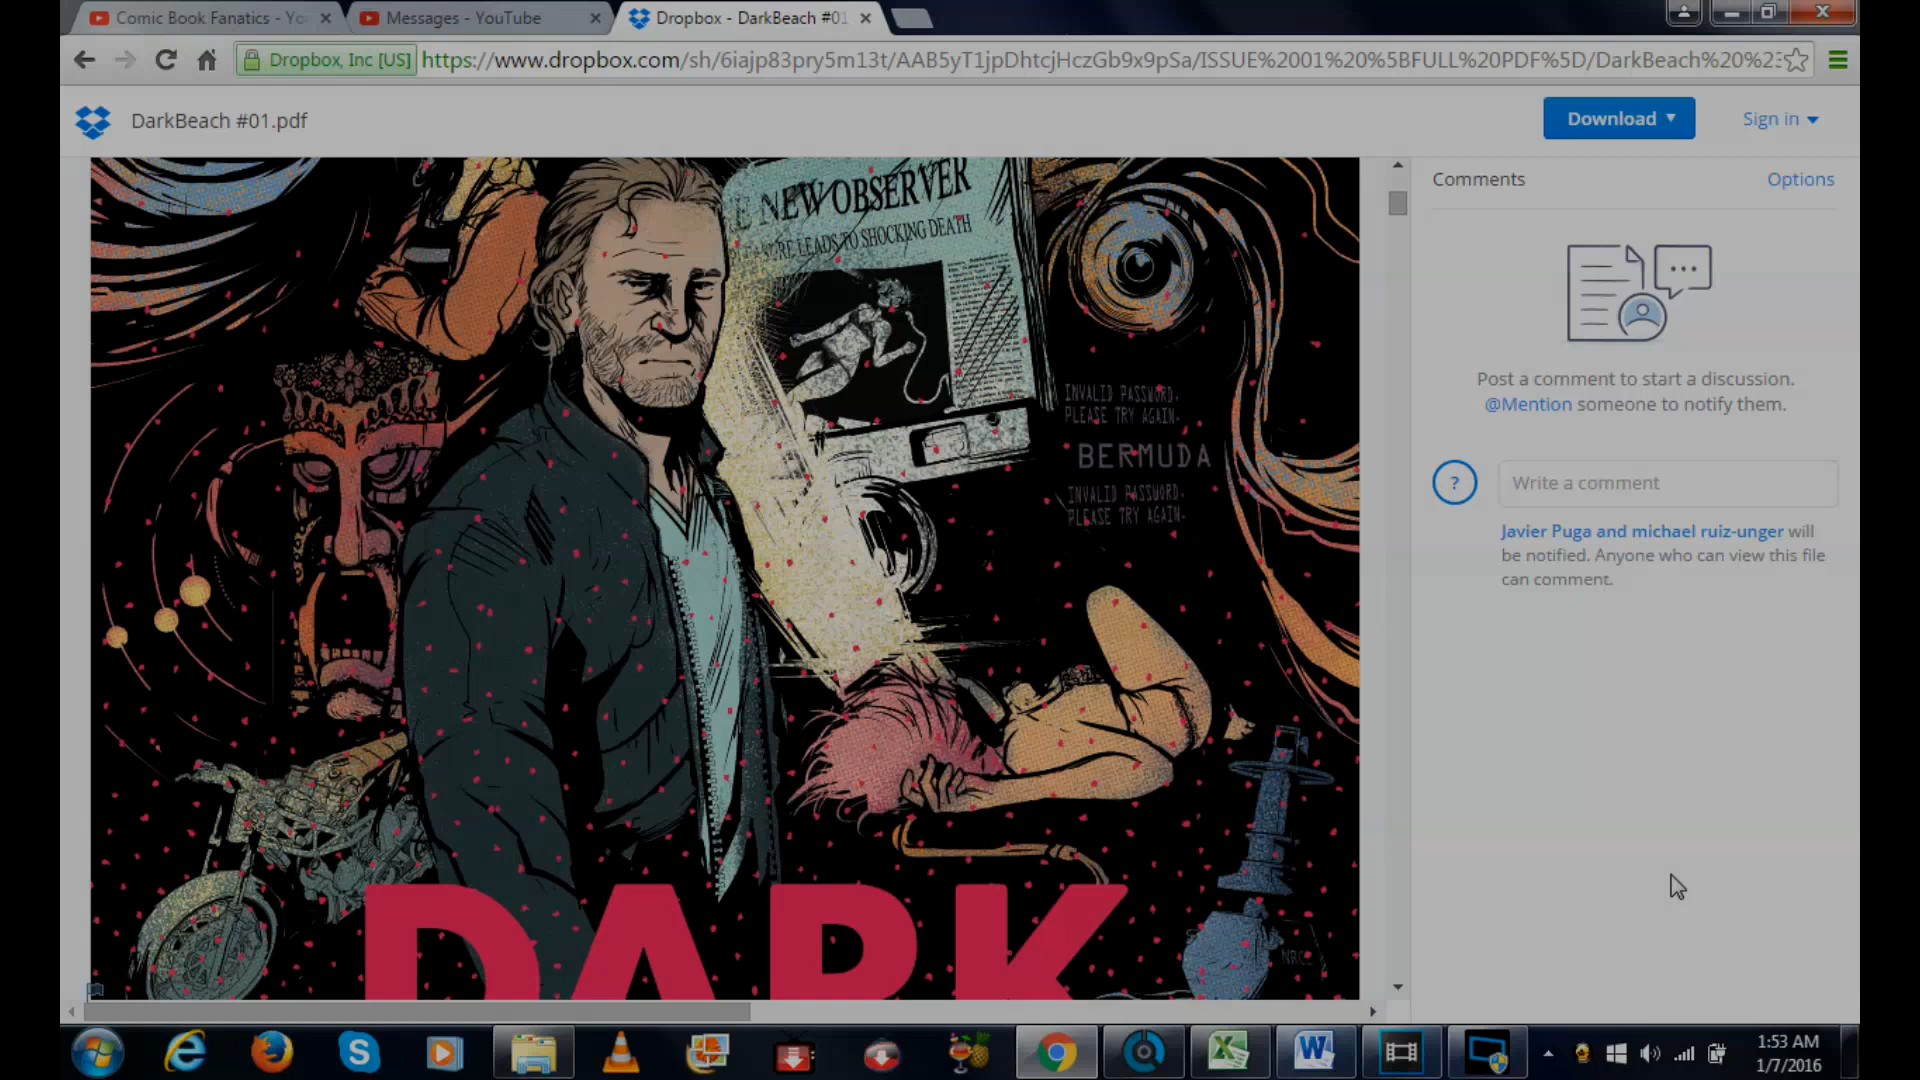 Comic Book Fanatics - Yo
Messages - YouTube
Dropbox - DarkBeach #01
Dropbox, Inc [US]
https://www.dropbox.com/sh/6iajp83pry5m13t/AAB5yT1jpDhtcjHczGb9x9pSa/ISSUE%2001%20%5BFULL%20PDF%5D/DarkBeach%20%23
DarkBeach #01.pdf
Download
Sign in
NEW OBSERVER
LEADS TO SHOCKING DEATH
INVALID PASSWORD.
PLEASE TRY AGAIN.
BERMUDA
INVALID PASSWORD.
PLEASE TRY AGAIN.
DARK
Comments
Options
Post a comment to start a discussion.
@Mention someone to notify them.
?
Write a comment
Javier Puga and michael ruiz-unger will
be notified. Anyone who can view this file
can comment.
1:53 AM
1/7/2016